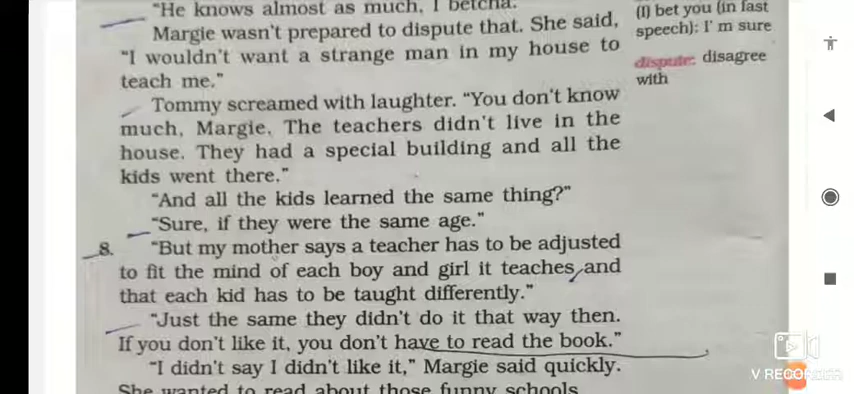 "He knows almost as much, I betcha."
Margie wasn't prepared to dispute that. She said,
"I wouldn't want a strange man in my house to
teach me."
Tommy screamed with laughter. "You don't know
much, Margie. The teachers didn't live in the
house. They had a special building and all the
kids went there."
"And all the kids learned the same thing?"
"Sure, if they were the same age."
8. "But my mother says a teacher has to be adjusted
to fit the mind of each boy and girl it teaches and
that each kid has to be taught differently."
"Just the same they didn't do it that way then.
If you don't like it, you don't have to read the book."
"I didn't say I didn't like it," Margie said quickly.
She wanted to read about those funny schools
(I) bet you (in fast
speech): I' m sure
dispute: disagree
with
V RECORDER